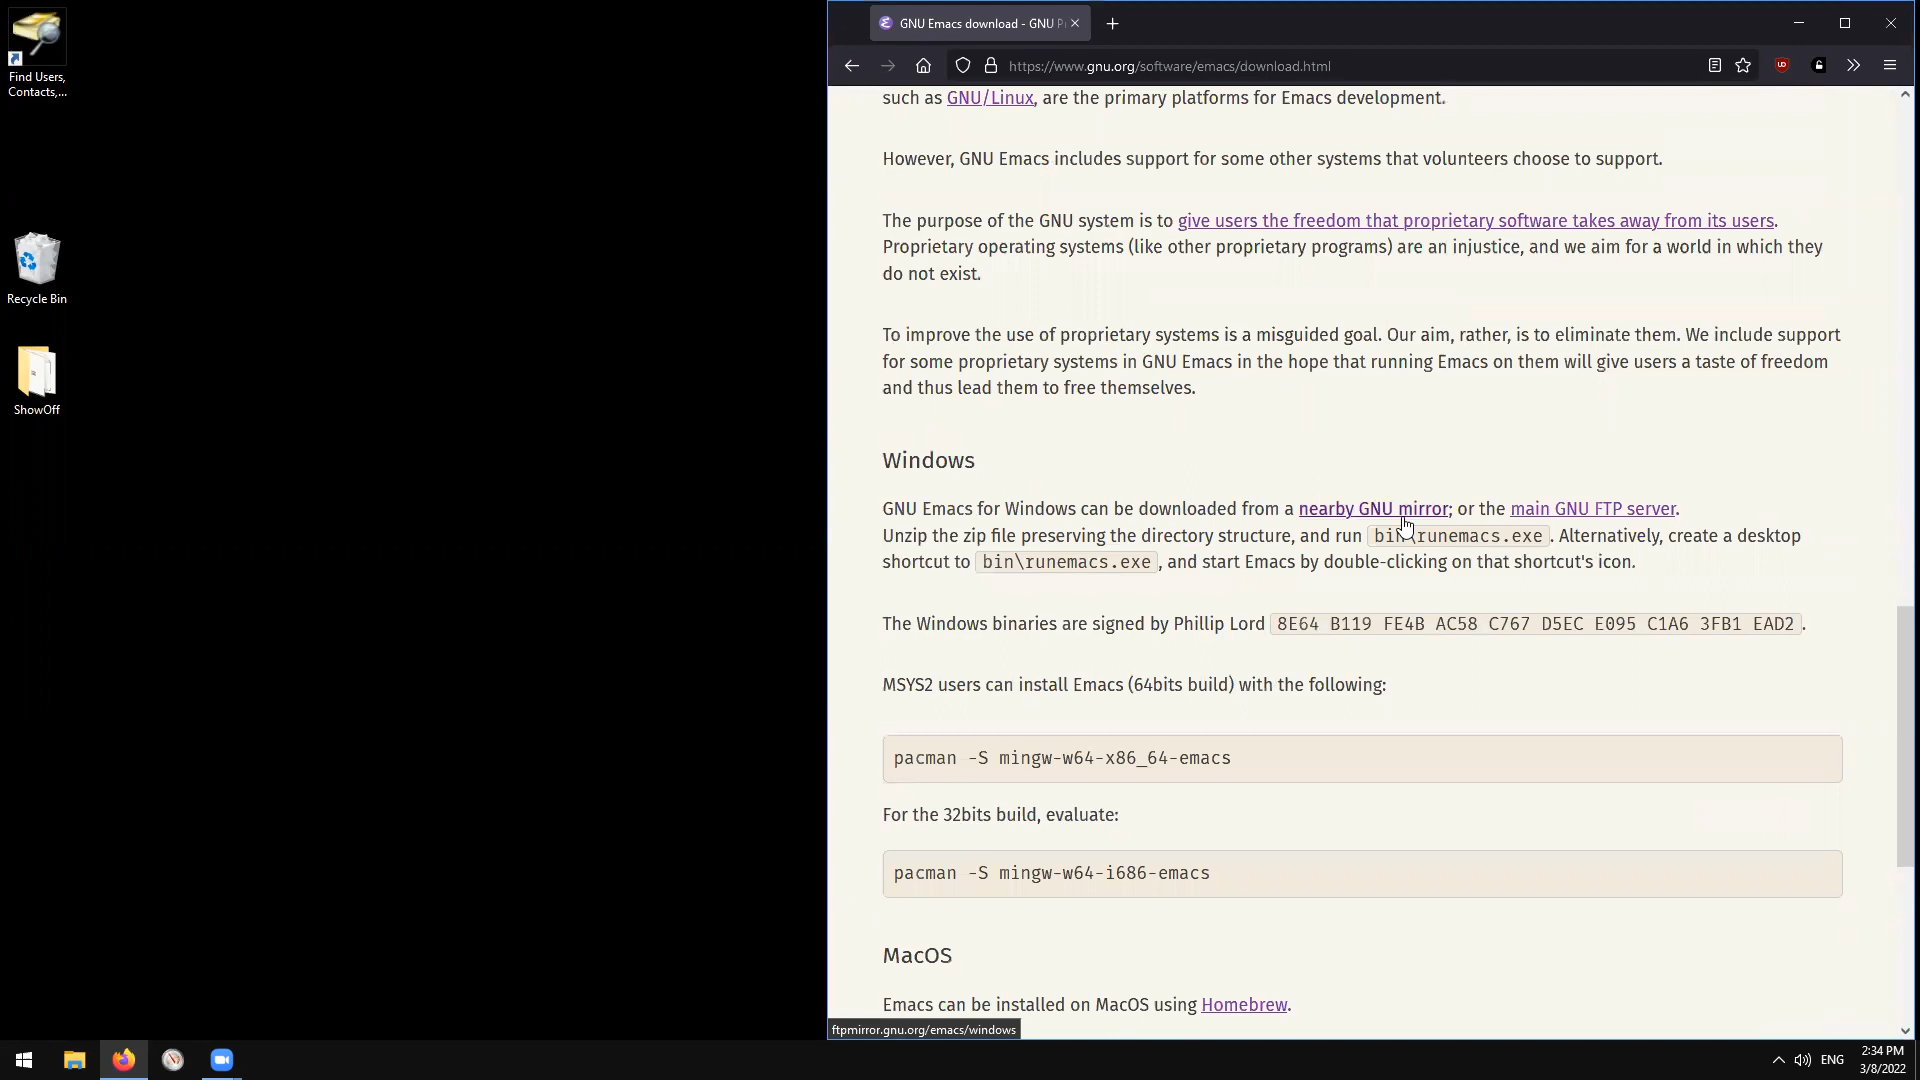 Find Users,
Contacts,...
Recycle Bin
ShowOff
GNU Emacs download - GNU P
https://www.gnu.org/software/emacs/download.html
such as GNU/Linux, are the primary platforms for Emacs development.
However, GNU Emacs includes support for some other systems that volunteers choose to support.
The purpose of the GNU system is to give users the freedom that proprietary software takes away from its users.
Proprietary operating systems (like other proprietary programs) are an injustice, and we aim for a world in which they
do not exist.
To improve the use of proprietary systems is a misguided goal. Our aim, rather, is to eliminate them. We include support
for some proprietary systems in GNU Emacs in the hope that running Emacs on them will give users a taste of freedom
and thus lead them to free themselves.
Windows
GNU Emacs for Windows can be downloaded from a nearby GNU mirror; or the main GNU FTP server.
Unzip the zip file preserving the directory structure, and run bin\runemacs.exe. Alternatively, create a desktop
shortcut to bin\runemacs.exe, and start Emacs by double-clicking on that shortcut's icon.
The Windows binaries are signed by Phillip Lord 8E64 B119 FE4B AC58 C767 D5EC E095 C1A6 3FB1 EAD2.
MSYS2 users can install Emacs (64bits build) with the following:
pacman -S mingw-w64-x86_64-emacs
For the 32bits build, evaluate:
pacman -S mingw-w64-i686-emacs
MacOS
Emacs can be installed on MacOS using Homebrew.
ftpmirror.gnu.org/emacs/windows
ENG
2:34 PM
3/8/2022